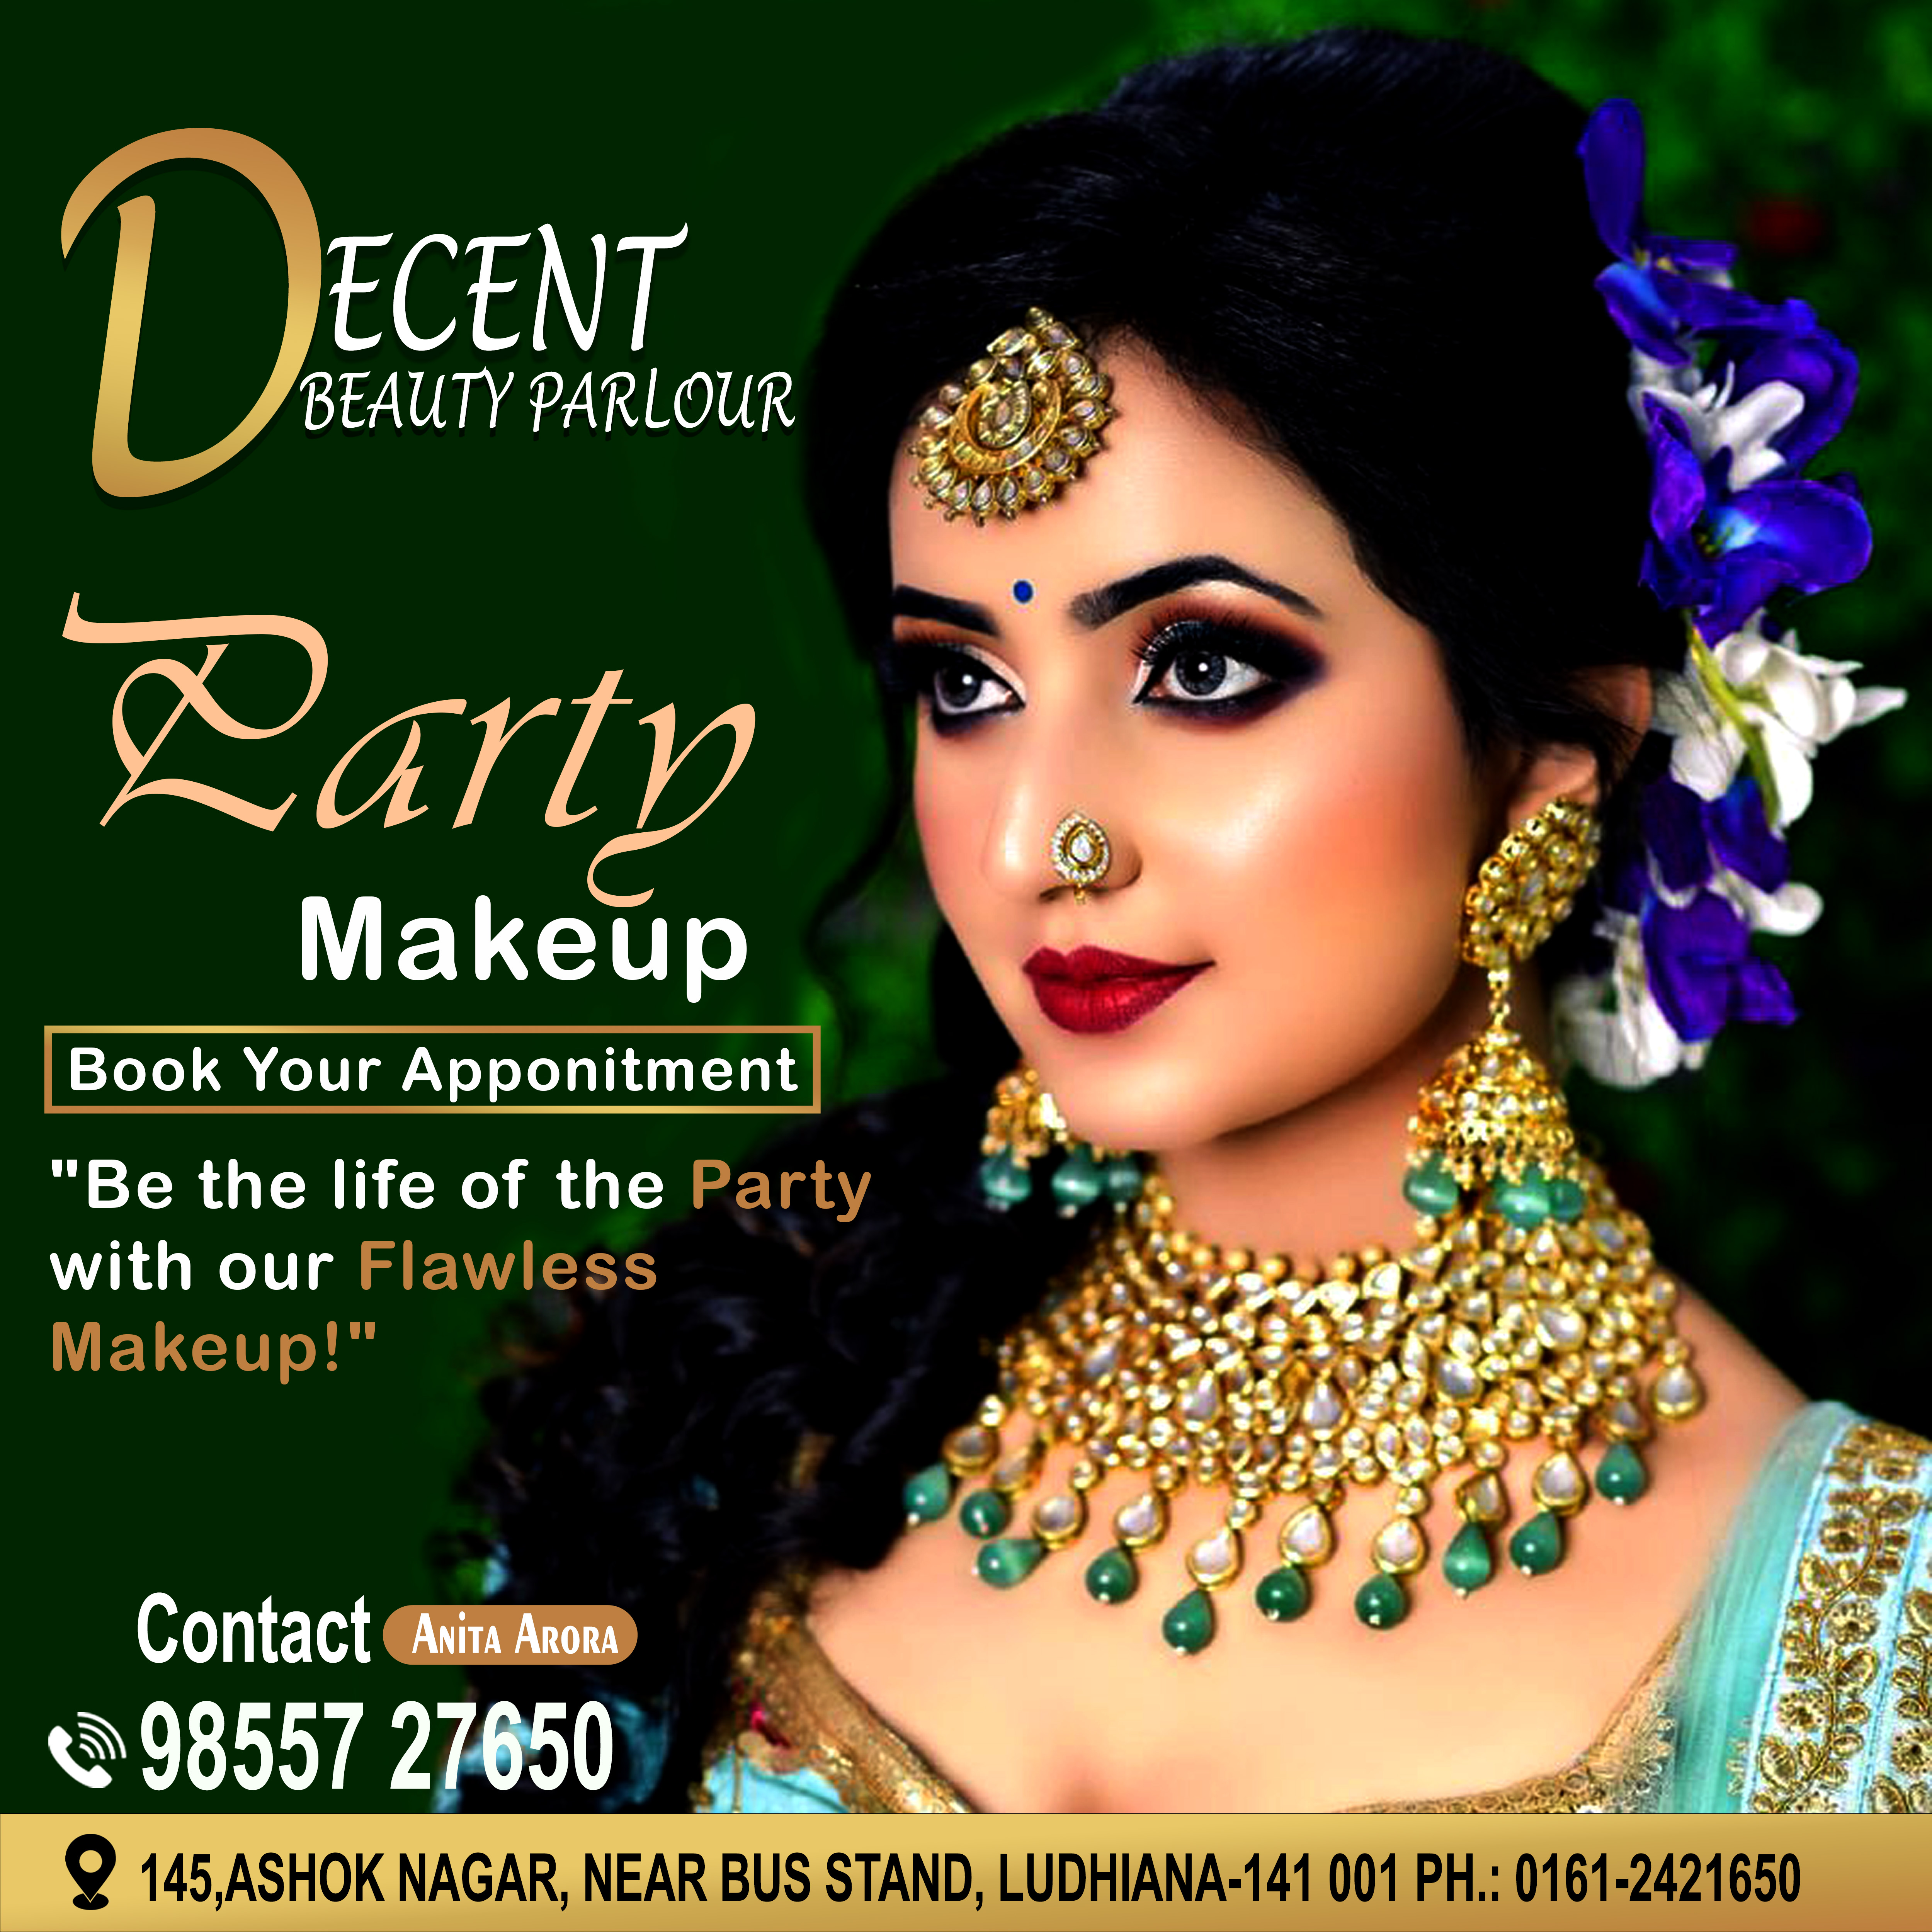 DECENT
BEAUTY PARLOUR
Party
Makeup
Book Your Apponitment
"Be the life of the Party
with our Flawless
Makeup!"
Contact ANITA ARORA
98557 27650
145,ASHOK NAGAR, NEAR BUS STAND, LUDHIANA-141 001 PH.: 0161-2421650